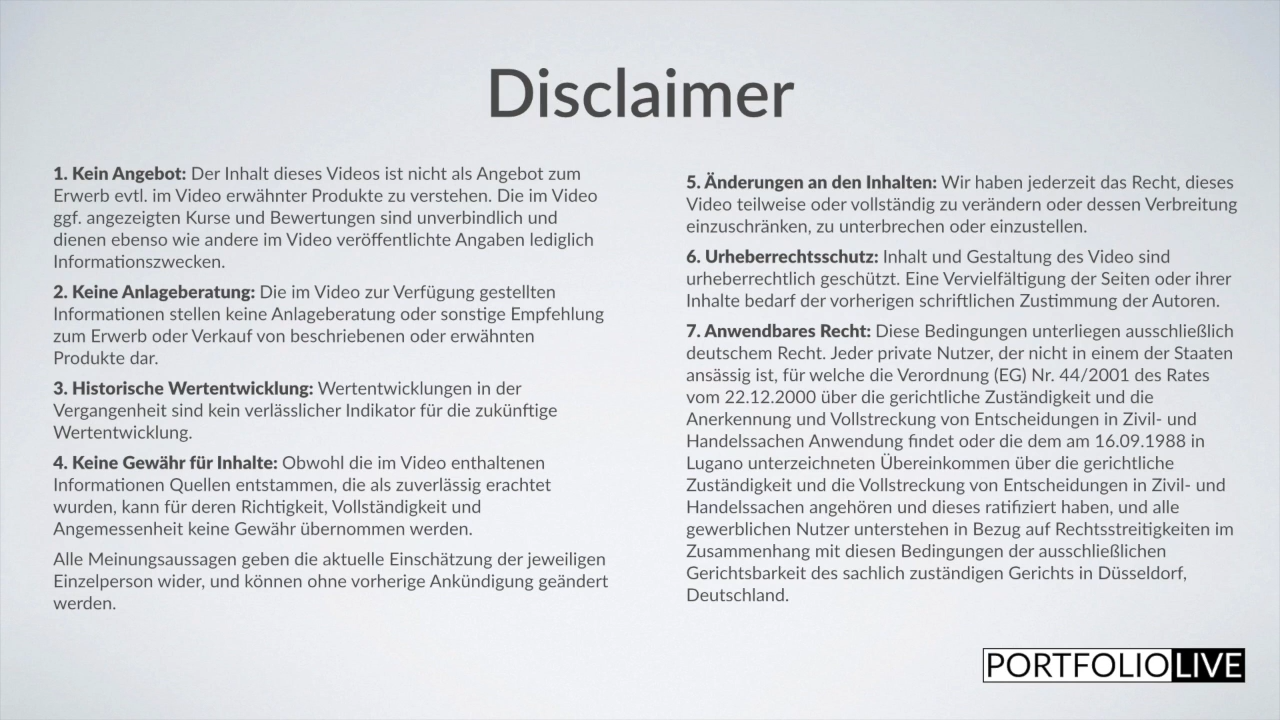 Disclaimer
1. Kein Angebot: Der Inhalt dieses Videos ist nicht als Angebot zum
Erwerb evtl. im Video erwähnter Produkte zu verstehen. Die im Video
ggf. angezeigten Kurse und Bewertungen sind unverbindlich und
dienen ebenso wie andere im Video veröffentlichte Angaben lediglich
Informationszwecken.
2. Keine Anlageberatung: Die im Video zur Verfügung gestellten
Informationen stellen keine Anlageberatung oder sonstige Empfehlung
zum Erwerb oder Verkauf von beschriebenen oder erwähnten
Produkte dar.
3. Historische Wertentwicklung: Wertentwicklungen in der
Vergangenheit sind kein verlässlicher Indikator für die zukünftige
Wertentwicklung.
4. Keine Gewähr für Inhalte: Obwohl die im Video enthaltenen
Informationen Quellen entstammen, die als zuverlässig erachtet
wurden, kann für deren Richtigkeit, Vollständigkeit und
Angemessenheit keine Gewähr übernommen werden.
Alle Meinungsaussagen geben die aktuelle Einschätzung der jeweiligen
Einzelperson wider, und können ohne vorherige Ankündigung geändert
werden.
5. Änderungen an den Inhalten: Wir haben jederzeit das Recht, dieses
Video teilweise oder vollständig zu verändern oder dessen Verbreitung
einzuschränken, zu unterbrechen oder einzustellen.
6. Urheberrechtsschutz: Inhalt und Gestaltung des Video sind
urheberrechtlich geschützt. Eine Vervielfältigung der Seiten oder ihrer
Inhalte bedarf der vorherigen schriftlichen Zustimmung der Autoren.
7. Anwendbares Recht: Diese Bedingungen unterliegen ausschließlich
deutschem Recht. Jeder private Nutzer, der nicht in einem der Staaten
ansässig ist, für welche die Verordnung (EG) Nr. 44/2001 des Rates
vom 22.12.2000 über die gerichtliche Zuständigkeit und die
Anerkennung und Vollstreckung von Entscheidungen in Zivil- und
Handelssachen Anwendung findet oder die dem am 16.09.1988 in
Lugano unterzeichneten Übereinkommen über die gerichtliche
Zuständigkeit und die Vollstreckung von Entscheidungen in Zivil- und
Handelssachen angehören und dieses ratifiziert haben, und alle
gewerblichen Nutzer unterstehen in Bezug auf Rechtsstreitigkeiten im
Zusammenhang mit diesen Bedingungen der ausschließlichen
Gerichtsbarkeit des sachlich zuständigen Gerichts in Düsseldorf,
Deutschland.
PORTFOLIO LIVE